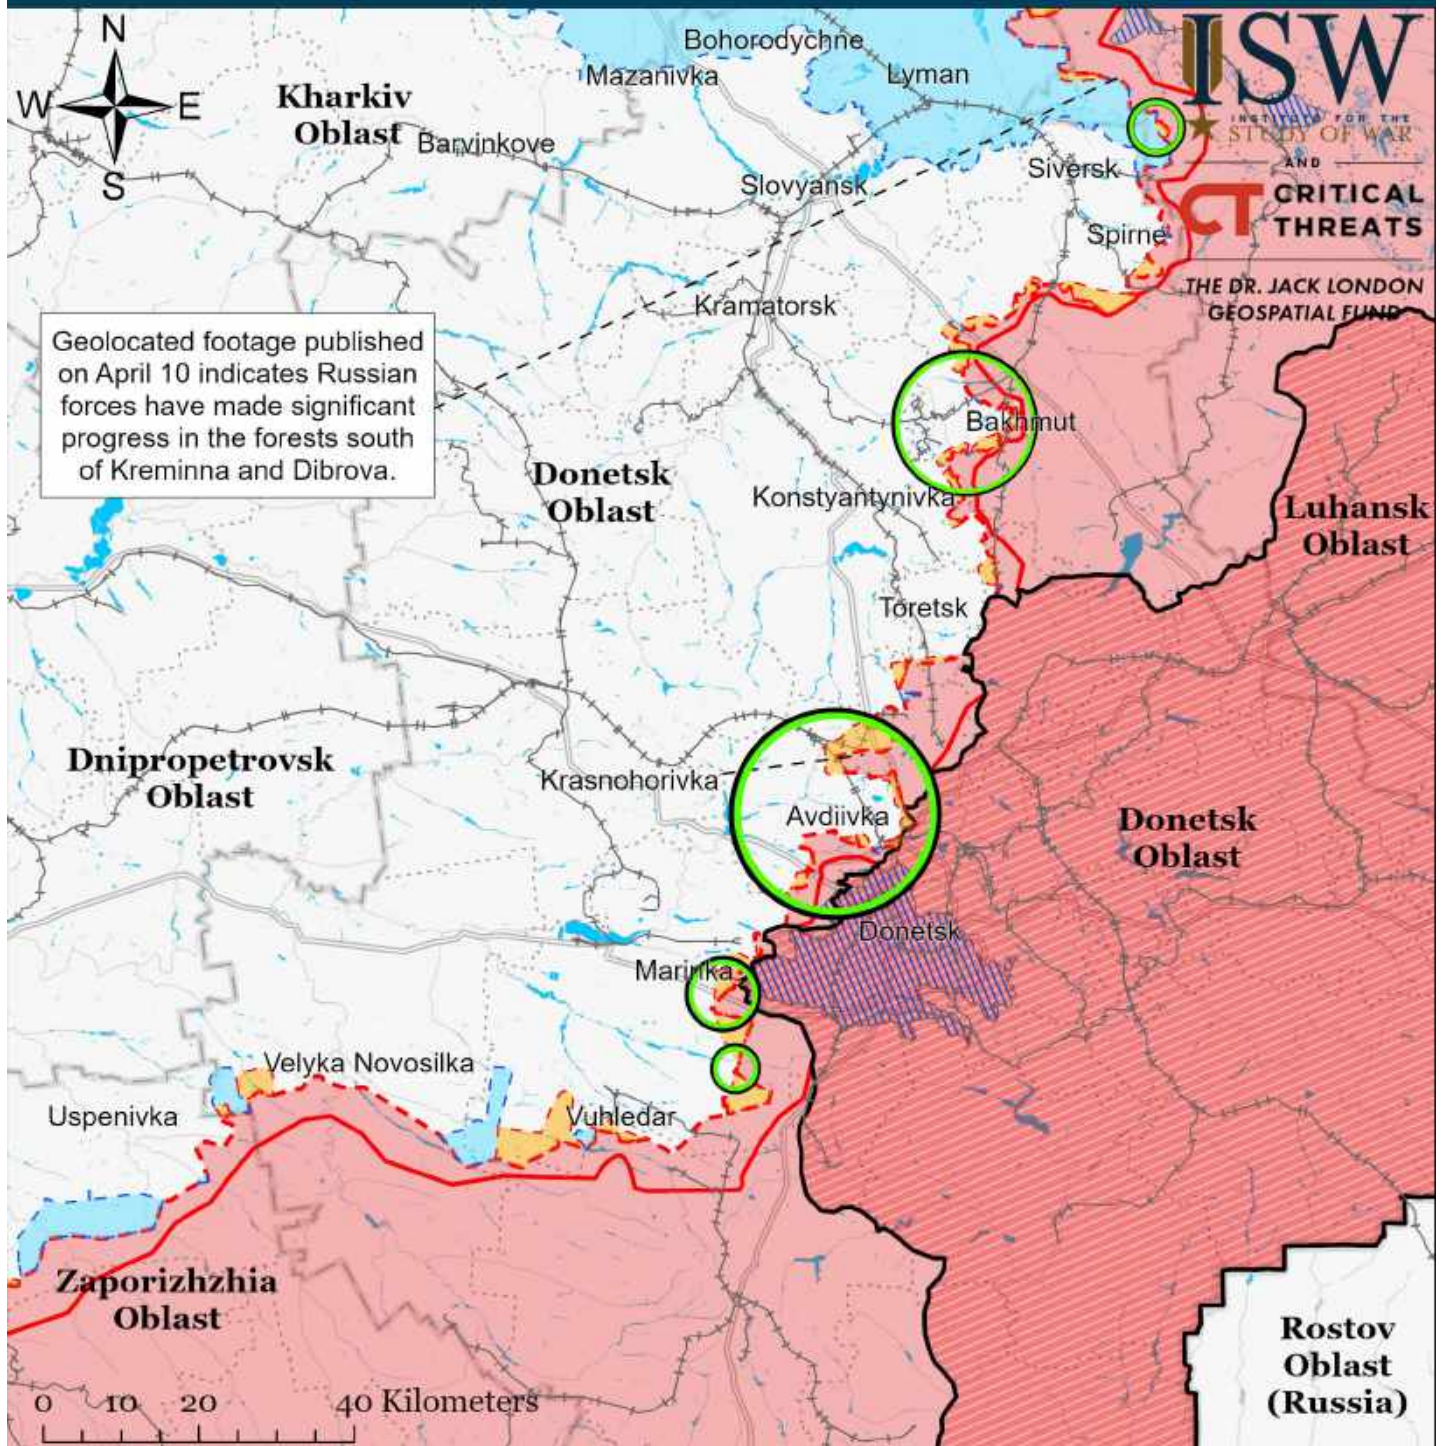 N
W
E
S
Kharkiv
Oblast
Barvinkove
Bohorodychne
Mazanivka
Lyman
Slovyansk
Siversk
Spirne
ISW
INSTITUTE FOR THE
STUDY OF WAR
AND
CT CRITICAL
THREATS
THE DR. JACK LONDON
GEOSPATIAL FUND
Kramatorsk
Geolocated footage published
on April 10 indicates Russian
forces have made significant
progress in the forests south
of Kreminna and Dibrova.
Bakhmut
Donetsk
Oblast
Konstyantynivka
Luhansk
Oblast
Toretsk
Dnipropetrovsk
Oblast
Krasnohorivka
Avdiivka
Donetsk
Oblast
Donetsk
Marinka
Velyka Novosilka
Uspenivka
Vuhledar
Zaporizhzhia
Oblast
Rostov
Oblast
(Russia)
0 10 20 40 Kilometers